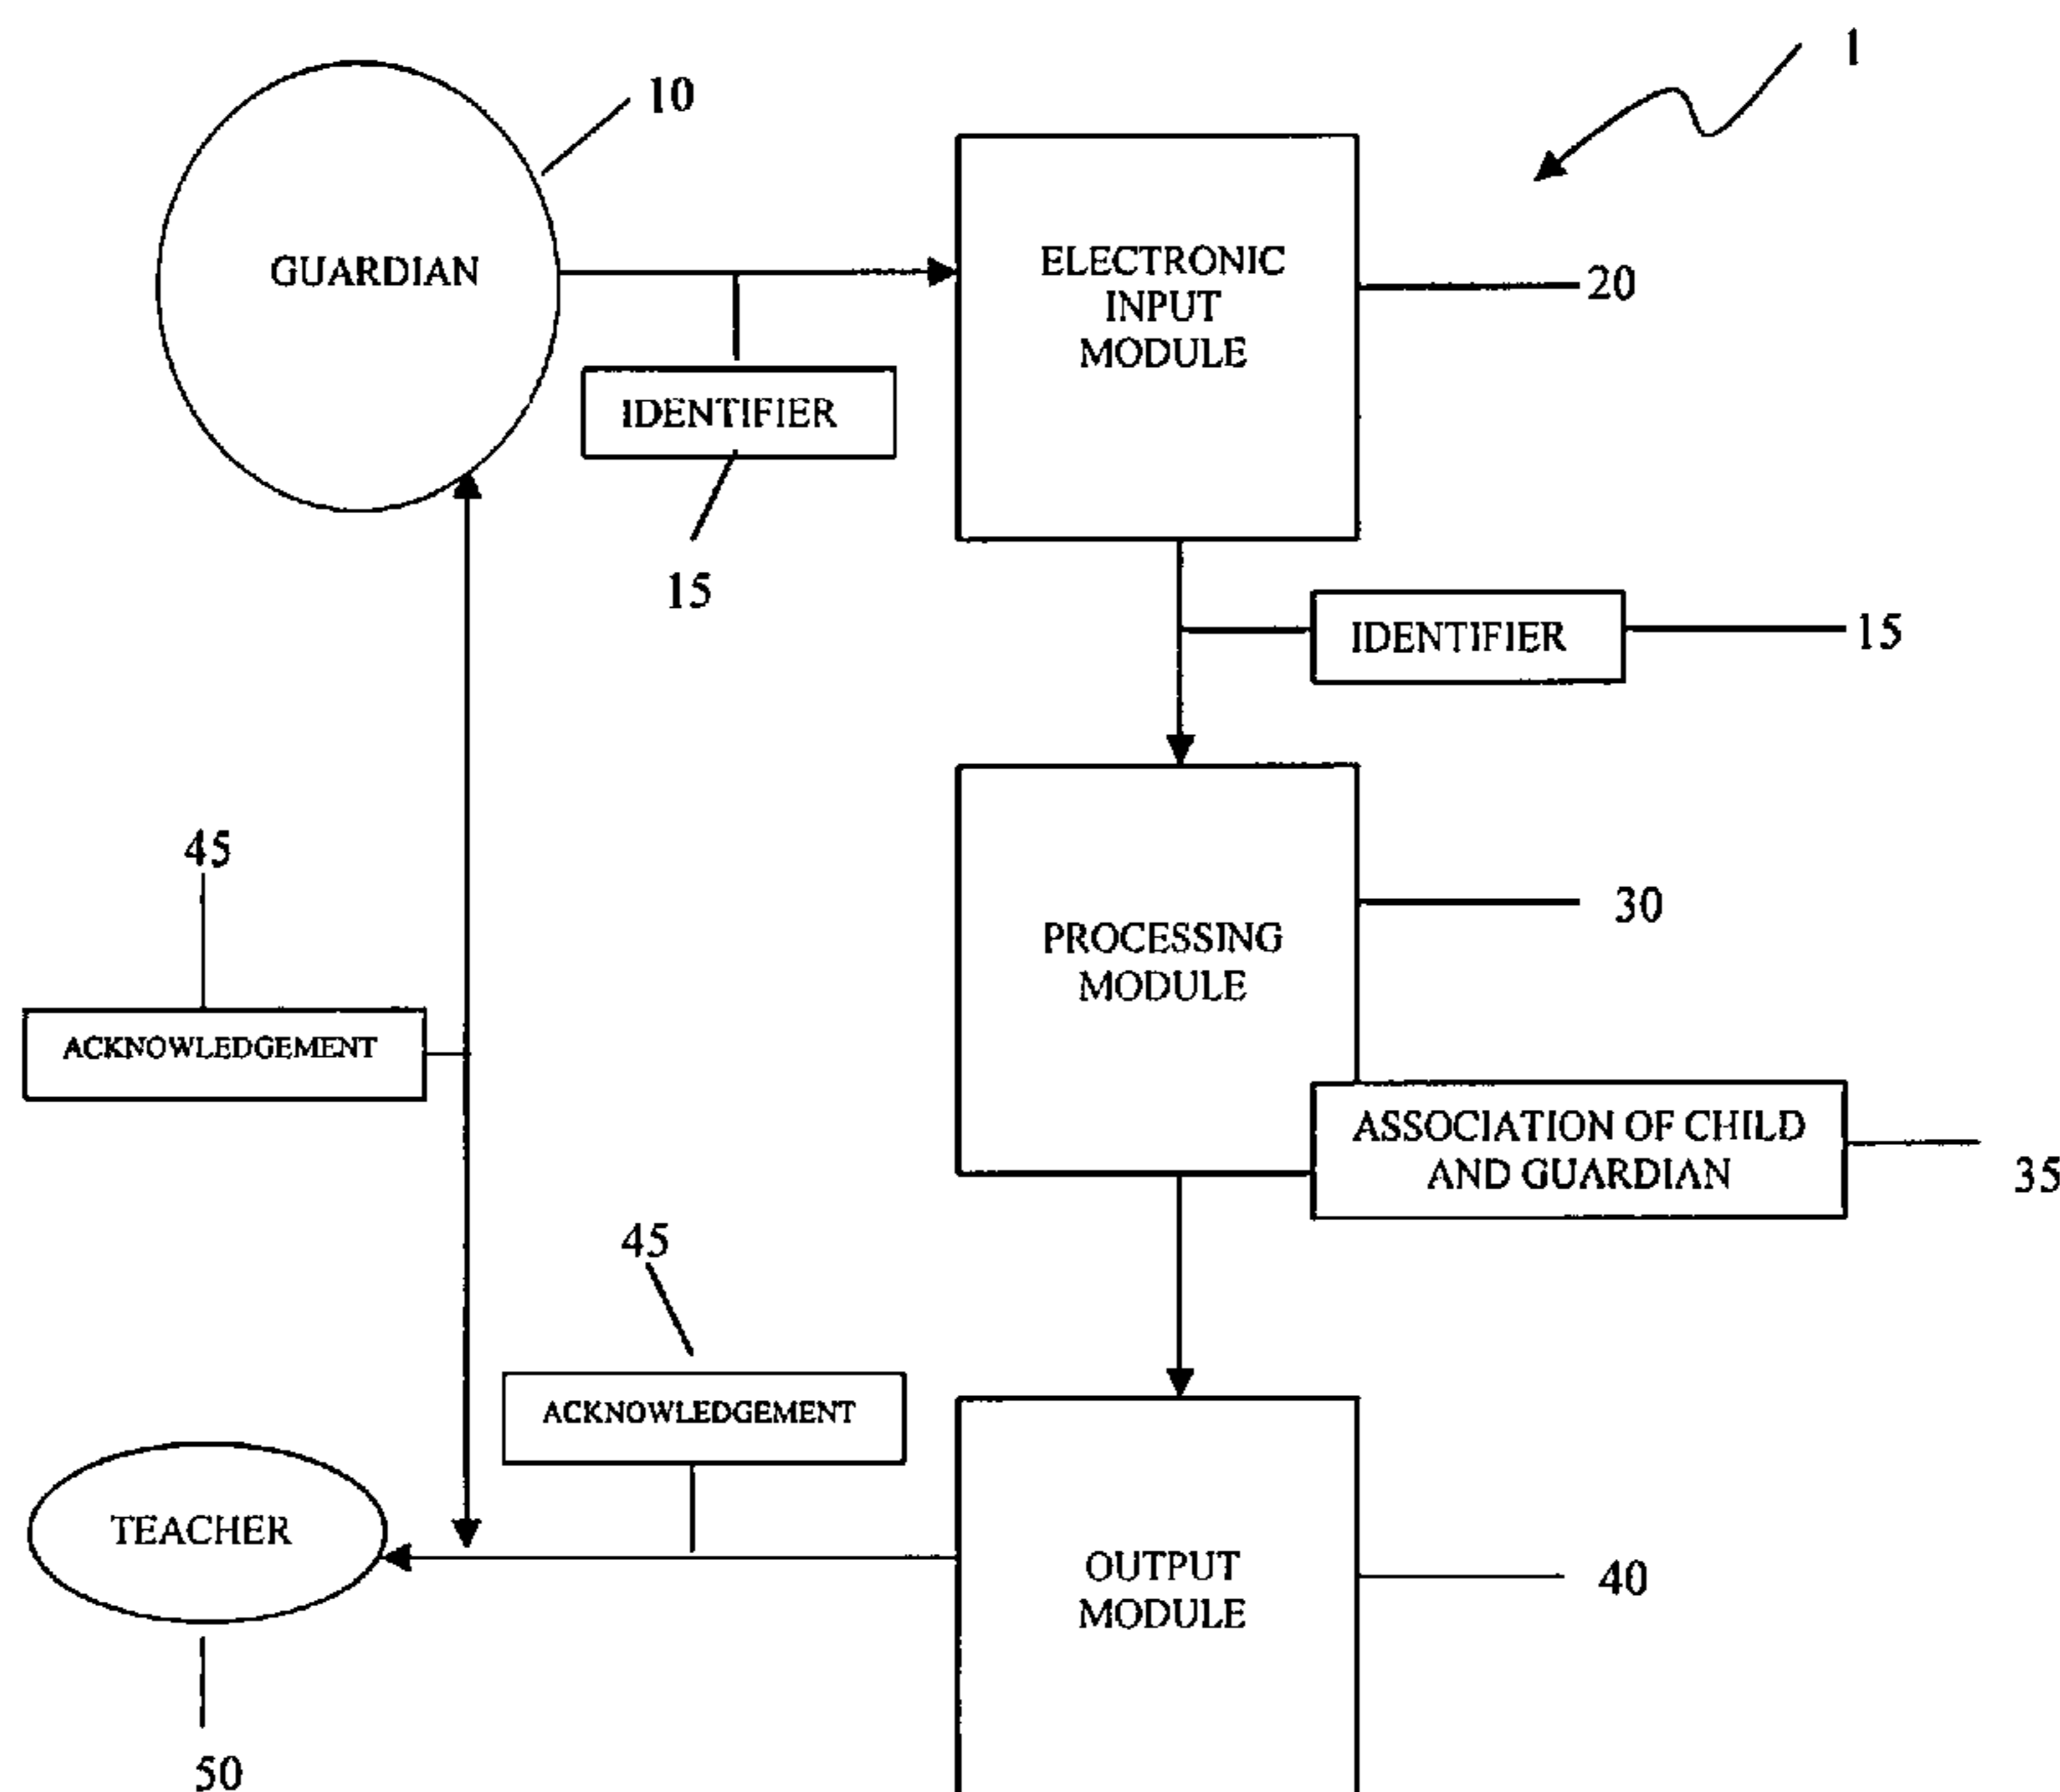 1
10
GUARDIAN
ELECTRONIC
INPUT
MODULE
20
IDENTIFIER
15
IDENTIFIER
15
45
30
PROCESSING
MODULE
ACKNOWLEDGEMENT
ASSOCIATION OF CHILD
AND GUARDIAN
35
45
ACKNOWLEDGEMENT
TEACHER
OUTPUT
MODULE
40
50